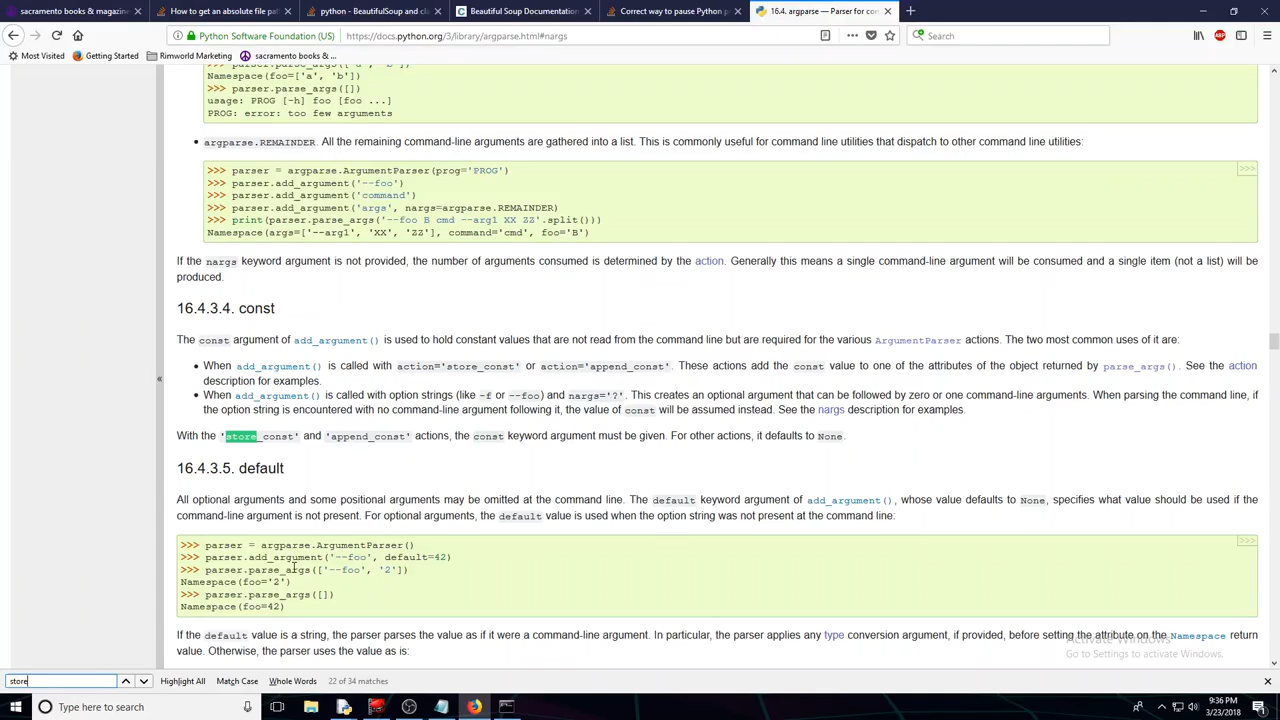 sacramento books & magazine
How to get an absolute file pat
python - BeautifulSoup and cl
Beautiful Soup Documentation
Correct way to pause Python p
16.4. argparse — Parser for con
Python Software Foundation (US)
https://docs.python.org/3/library/argparse.html#nargs
Search
Most Visited
Getting Started
Rimworld Marketing
sacramento books & ...
parser.parse_args(['a', 'b'])
Namespace(foo=['a', 'b'])
>>> parser.parse_args([])
usage: PROG [-h] foo [foo ...]
PROG: error: too few arguments
• argparse.REMAINDER. All the remaining command-line arguments are gathered into a list. This is commonly useful for command line utilities that dispatch to other command line utilities:
>>> parser = argparse.ArgumentParser(prog='PROG')
>>>
>>> parser.add_argument('--foo')
>>> parser.add_argument('command')
>>> parser.add_argument('args', nargs=argparse.REMAINDER)
>>> print(parser.parse_args('--foo B cmd --arg1 XX ZZ'.split()))
Namespace(args=['--arg1', 'XX', 'ZZ'], command='cmd', foo='B')
If the nargs keyword argument is not provided, the number of arguments consumed is determined by the action. Generally this means a single command-line argument will be consumed and a single item (not a list) will be
produced.
16.4.3.4. const
The const argument of add_argument() is used to hold constant values that are not read from the command line but are required for the various ArgumentParser actions. The two most common uses of it are:
• When add_argument() is called with action='store_const' or action='append_const'. These actions add the const value to one of the attributes of the object returned by parse_args(). See the action
description for examples.
• When add_argument() is called with option strings (like -f or --foo) and nargs='?'. This creates an optional argument that can be followed by zero or one command-line arguments. When parsing the command line, if
the option string is encountered with no command-line argument following it, the value of const will be assumed instead. See the nargs description for examples.
With the 'store_const' and 'append_const' actions, the const keyword argument must be given. For other actions, it defaults to None.
16.4.3.5. default
All optional arguments and some positional arguments may be omitted at the command line. The default keyword argument of add_argument(), whose value defaults to None, specifies what value should be used if the
command-line argument is not present. For optional arguments, the default value is used when the option string was not present at the command line:
>>> parser = argparse.ArgumentParser()
>>>
>>> parser.add_argument('--foo', default=42)
>>> parser.parse_args(['--foo', '2'])
Namespace(foo='2')
>>> parser.parse_args([])
Namespace(foo=42)
If the default value is a string, the parser parses the value as if it were a command-line argument. In particular, the parser applies any type conversion argument, if provided, before setting the attribute on the Namespace return
value. Otherwise, the parser uses the value as is:
Activate Windows
Go to Settings to activate Windows.
store
Highlight All
Match Case
Whole Words
22 of 34 matches
Type here to search
9:36 PM
3/23/2018